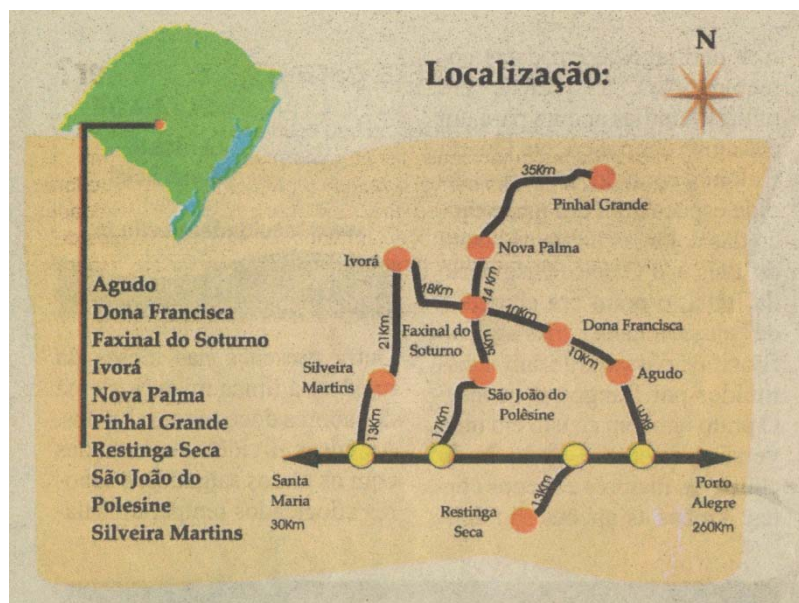 N
Localização:
35Km
Pinhal Grande
Nova Palma
Ivorá
14 Km
18Km
10Km
Dona Francisca
Faxinal do
Soturno
21Km
5Km
10Km
Silveira
Martins
Agudo
São João do
Polêsine
13Km
17Km
8Km
Santa
Maria
30Km
13Km
Restinga
Seca
Porto
Alegre
260Km
Agudo
Dona Francisca
Faxinal do Soturno
Ivorá
Nova Palma
Pinhal Grande
Restinga Seca
São João do
Polesine
Silveira Martins